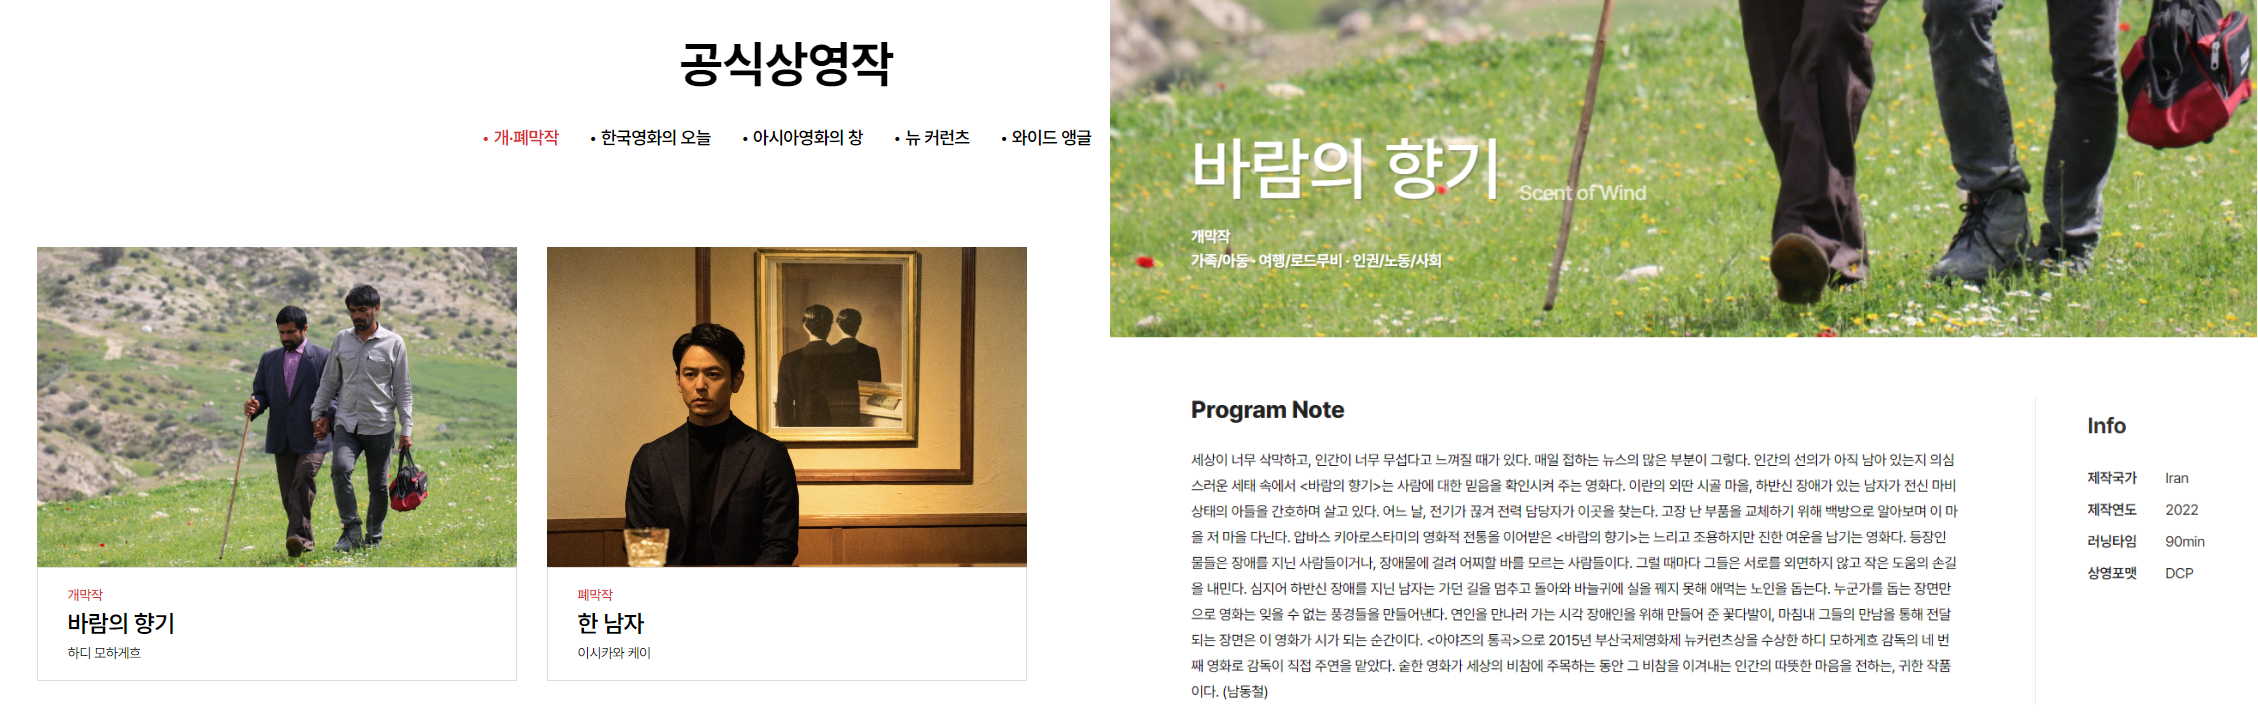 공식상영작
• 개·폐막작 • 한국영화의 오늘 • 아시아영화의 창 • 뉴 커런츠 • 와이드 앵글
개막작
바람의 향기
하디 모하게흐
폐막작
한 남자
이시카와 케이
바람의 향기 Scent of Wind
개막작
가족/아동 · 여행/로드무비 · 인권/노동/사회
Program Note
세상이 너무 삭막하고, 인간이 너무 무섭다고 느껴질 때가 있다. 매일 접하는 뉴스의 많은 부분이 그렇다. 인간의 선의가 아직 남아 있는지 의심
스러운 세태 속에서 <바람의 향기>는 사람에 대한 믿음을 확인시켜 주는 영화다. 이란의 외딴 시골 마을, 하반신 장애가 있는 남자가 전신 마비
상태의 아들을 간호하며 살고 있다. 어느 날, 전기가 끊겨 전력 담당자가 이곳을 찾는다. 고장 난 부품을 교체하기 위해 백방으로 알아보며 이 마
을 저 마을 다닌다. 압바스 키아로스타미의 영화적 전통을 이어받은 <바람의 향기>는 느리고 조용하지만 진한 여운을 남기는 영화다. 등장인
물들은 장애를 지닌 사람들이거나, 장애물에 걸려 어찌할 바를 모르는 사람들이다. 그럴 때마다 그들은 서로를 외면하지 않고 작은 도움의 손길
을 내민다. 심지어 하반신 장애를 지닌 남자는 가던 길을 멈추고 돌아와 바늘귀에 실을 꿰지 못해 애먹는 노인을 돕는다. 누군가를 돕는 장면만
으로 영화는 잊을 수 없는 풍경들을 만들어낸다. 연인을 만나러 가는 시각 장애인을 위해 만들어 준 꽃다발이, 마침내 그들의 만남을 통해 전달
되는 장면은 이 영화가 시가 되는 순간이다. <아야즈의 통곡>으로 2015년 부산국제영화제 뉴커런츠상을 수상한 하디 모하게흐 감독의 네 번
째 영화로 감독이 직접 주연을 맡았다. 숱한 영화가 세상의 비참에 주목하는 동안 그 비참을 이겨내는 인간의 따뜻한 마음을 전하는, 귀한 작품
이다. (남동철)
Info
제작국가 Iran
제작연도 2022
러닝타임 90min
상영포맷 DCP